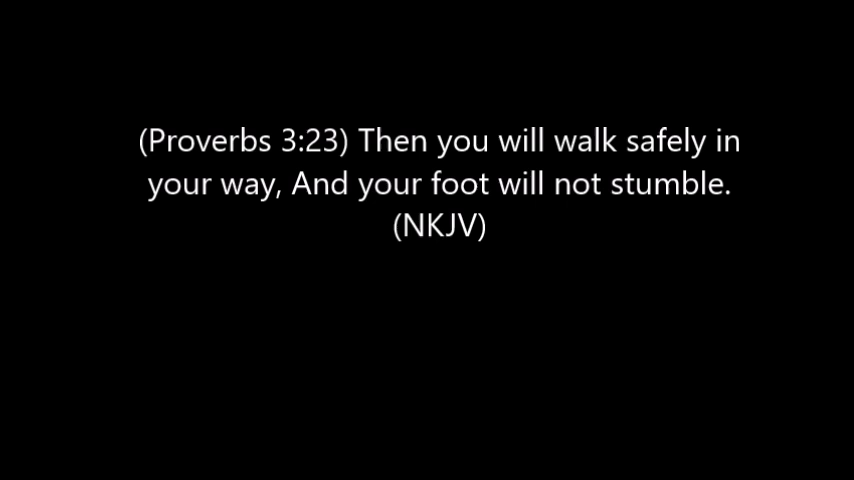 (Proverbs 3:23) Then you will walk safely in
your way, And your foot will not stumble.
(NKJV)